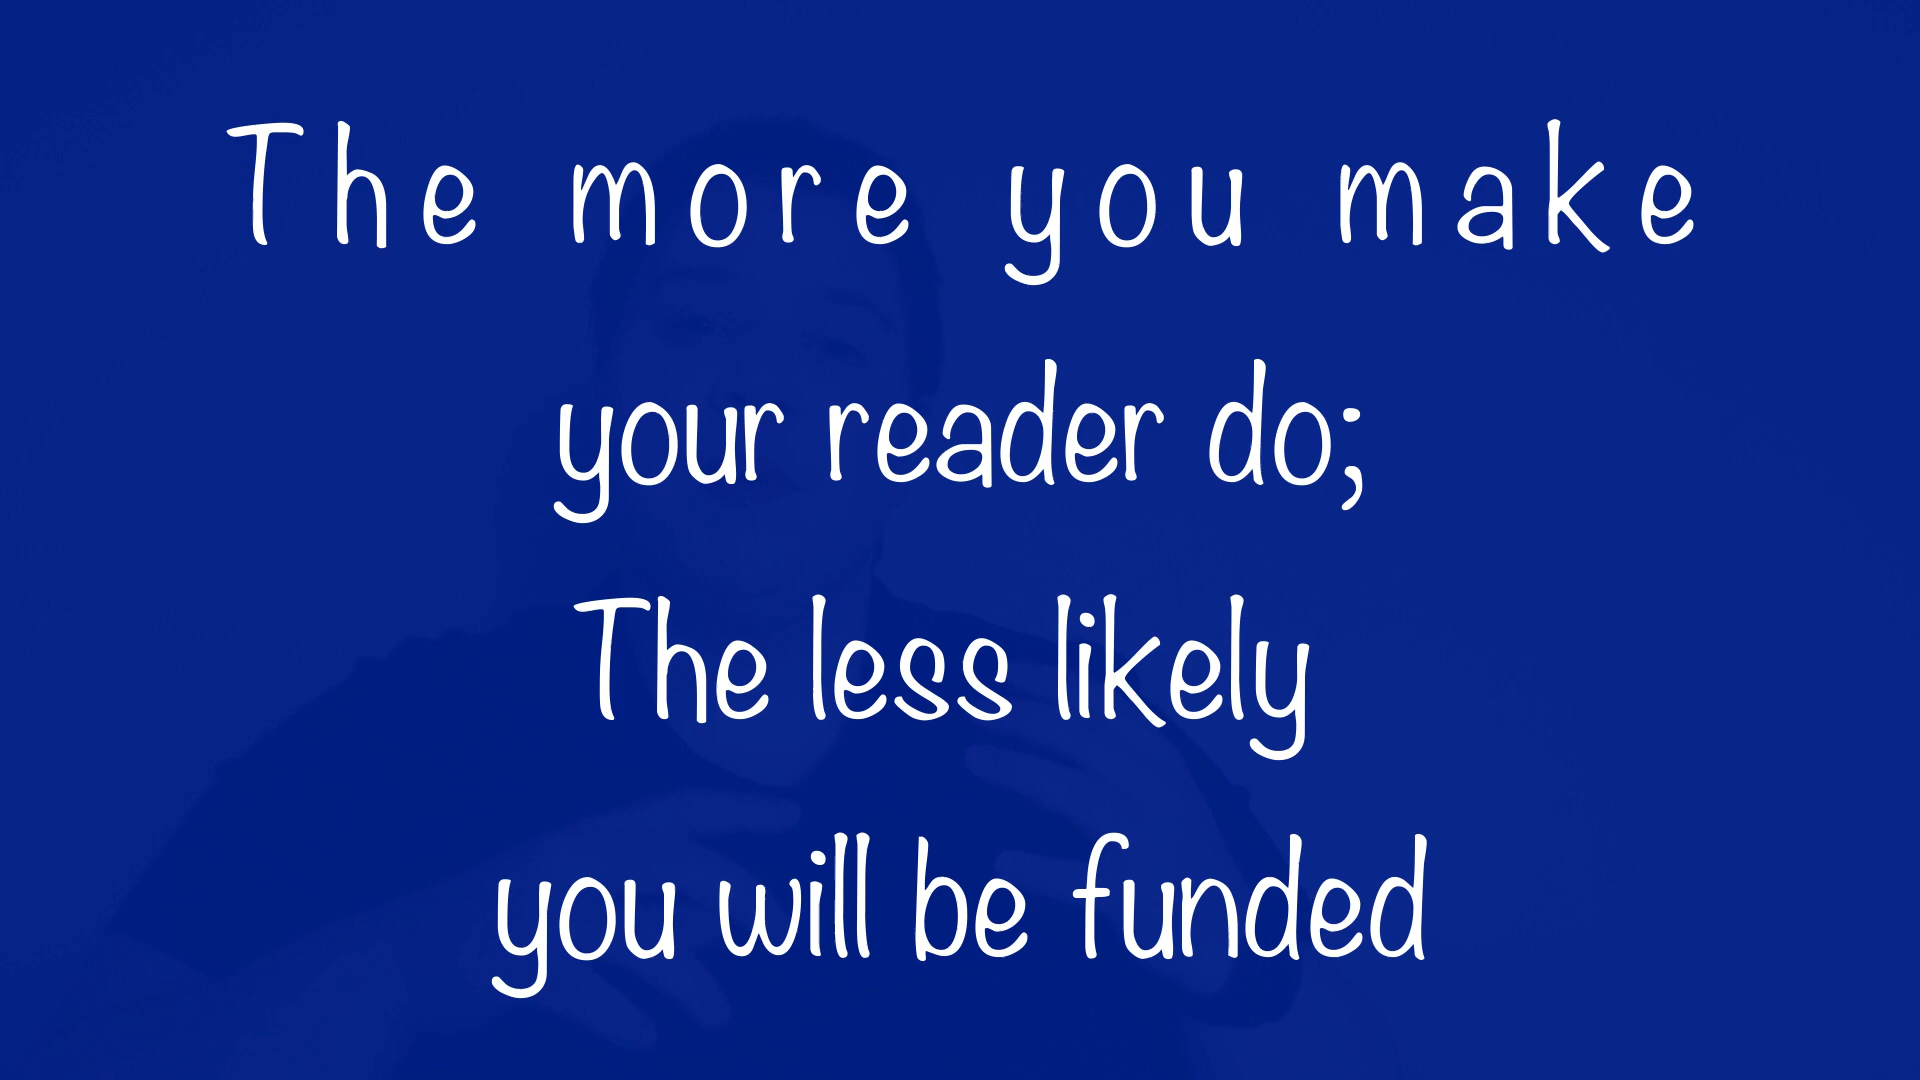 The more you make
your reader do;
The less likely
you will be funded